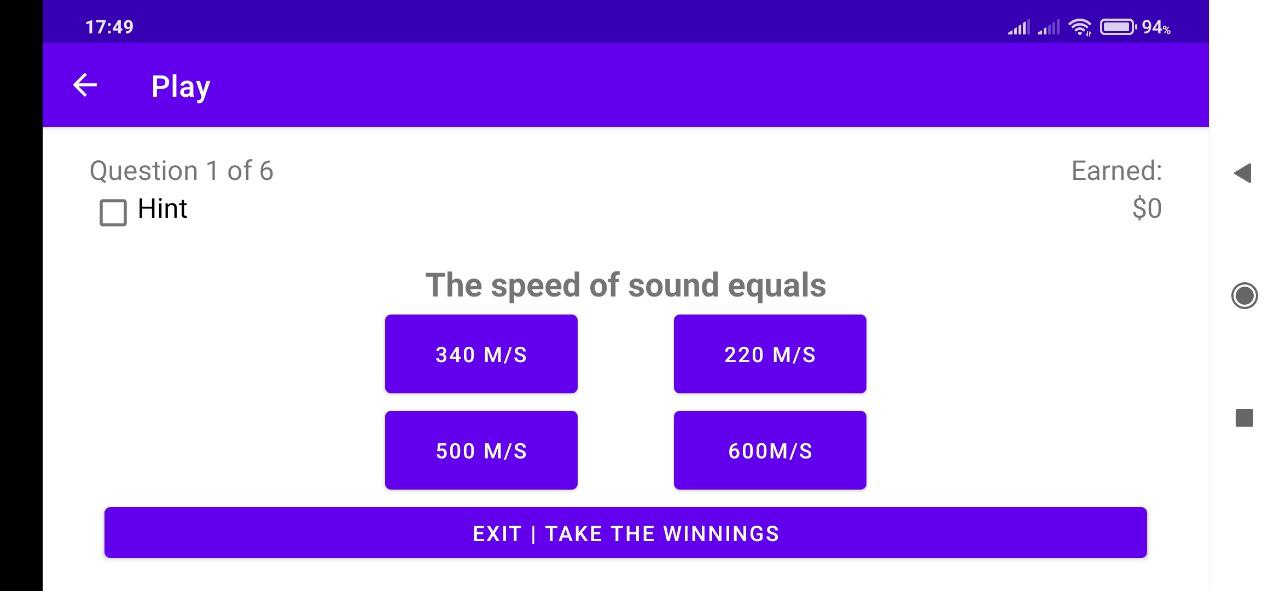 17:49
94%
Play
Question 1 of 6
Earned:
Hint
$0
The speed of sound equals
340 M/S
220 M/S
500 M/S
600M/S
EXIT | TAKE THE WINNINGS